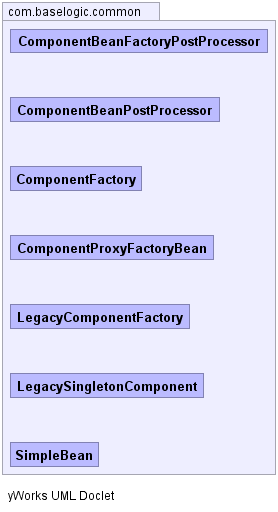 com.baselogic.common
ComponentBeanFactoryPostProcessor
ComponentBeanPostProcessor
ComponentFactory
ComponentProxyFactoryBean
LegacyComponentFactory
LegacySingletonComponent
SimpleBean
yWorks UML Doclet